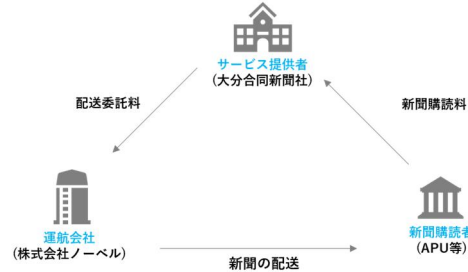 サービス提供者
(大分合同新聞社)
配送委託料
新聞購読料
運航会社
(株式会社ノーベル)
新聞購読者
(APU等)
新聞の配送